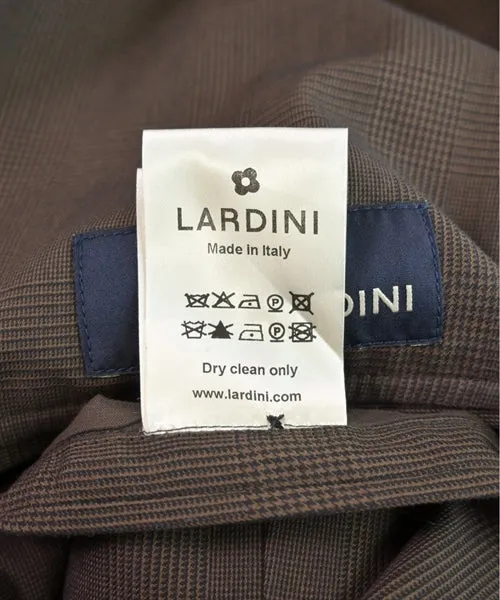 LARDINI
Made in Italy
DINI
Dry clean only
www.lardini.com